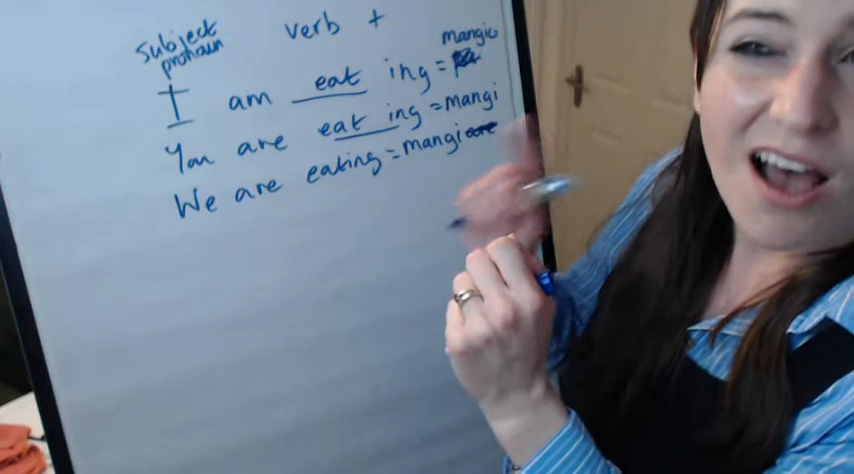 subject pronoun verb +
I am eat ing = mangio
You are eat ing = mangi
We are eating = mangi